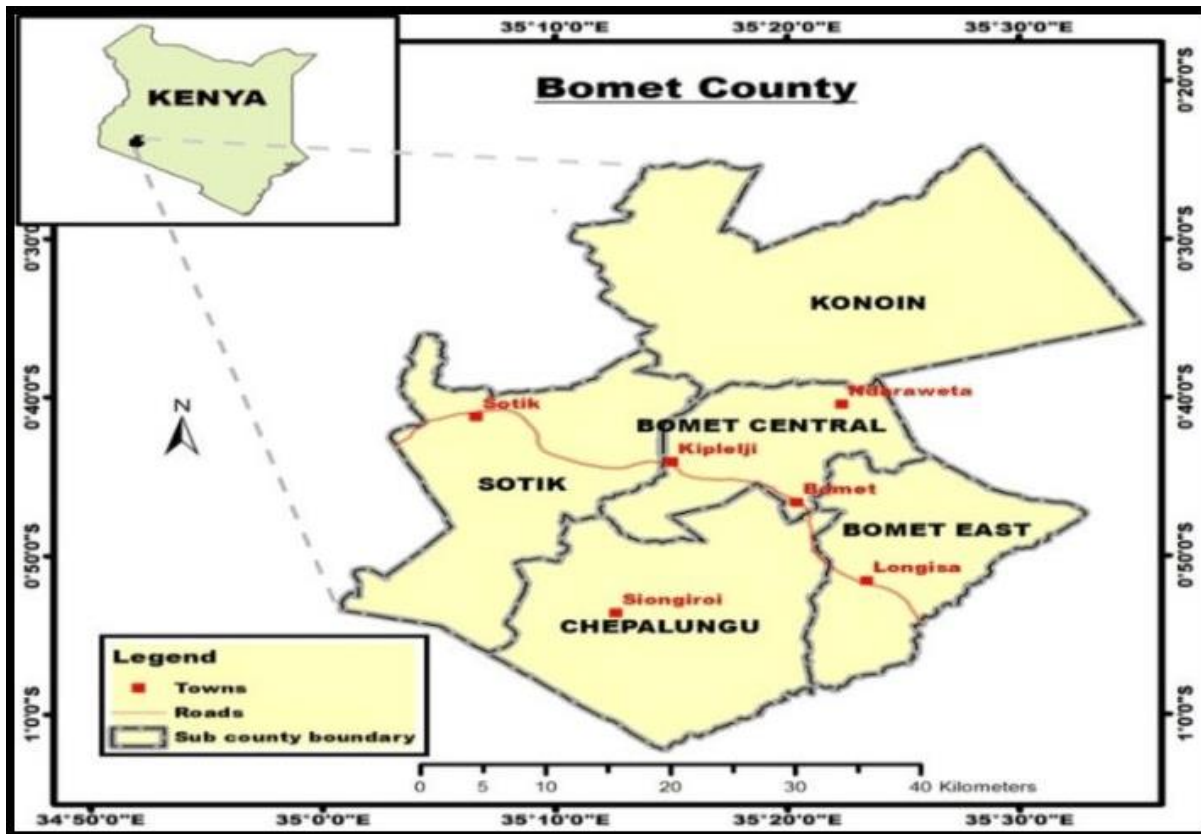 35°10'0"E 35°20'0"E 35°30'0"E
KENYA
Bomet County
0°20'0"S
0°30'0"S 0°30'0"S
KONOIN
0°40'0"S 0°40'0"S
Ndaraweta
Sotik
BOMET CENTRAL
Kiplelji
N
SOTIK
Bomet
BOMET EAST
0°50'0"S 0°50'0"S
Longisa
Siongiroi
CHEPALUNGU
Legend
Towns
Roads
Sub county boundary
1°0'0"S 1°0'0"S
0 5 10 20 30 40 Kilometers
34°50'0"E 35°0'0"E 35°10'0"E 35°20'0"E 35°30'0"E